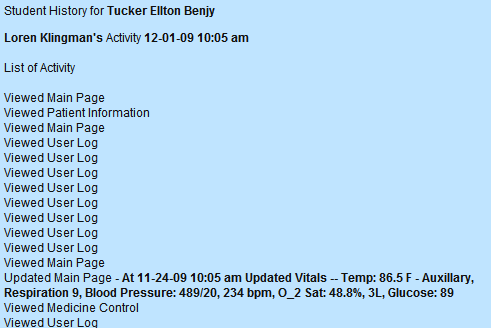 Student History for Tucker Ellton Benjy
Loren Klingman's Activity 12-01-09 10:05 am
List of Activity
Viewed Main Page
Viewed Patient Information
Viewed Main Page
Viewed User Log
Viewed User Log
Viewed User Log
Viewed User Log
Viewed User Log
Viewed User Log
Viewed User Log
Viewed User Log
Viewed Main Page
Updated Main Page - At 11-24-09 10:05 am Updated Vitals -- Temp: 86.5 F - Auxillary,
Respiration 9, Blood Pressure: 489/20, 234 bpm, O_2 Sat: 48.8%, 3L, Glucose: 89
Viewed Medicine Control
Viewed User Log